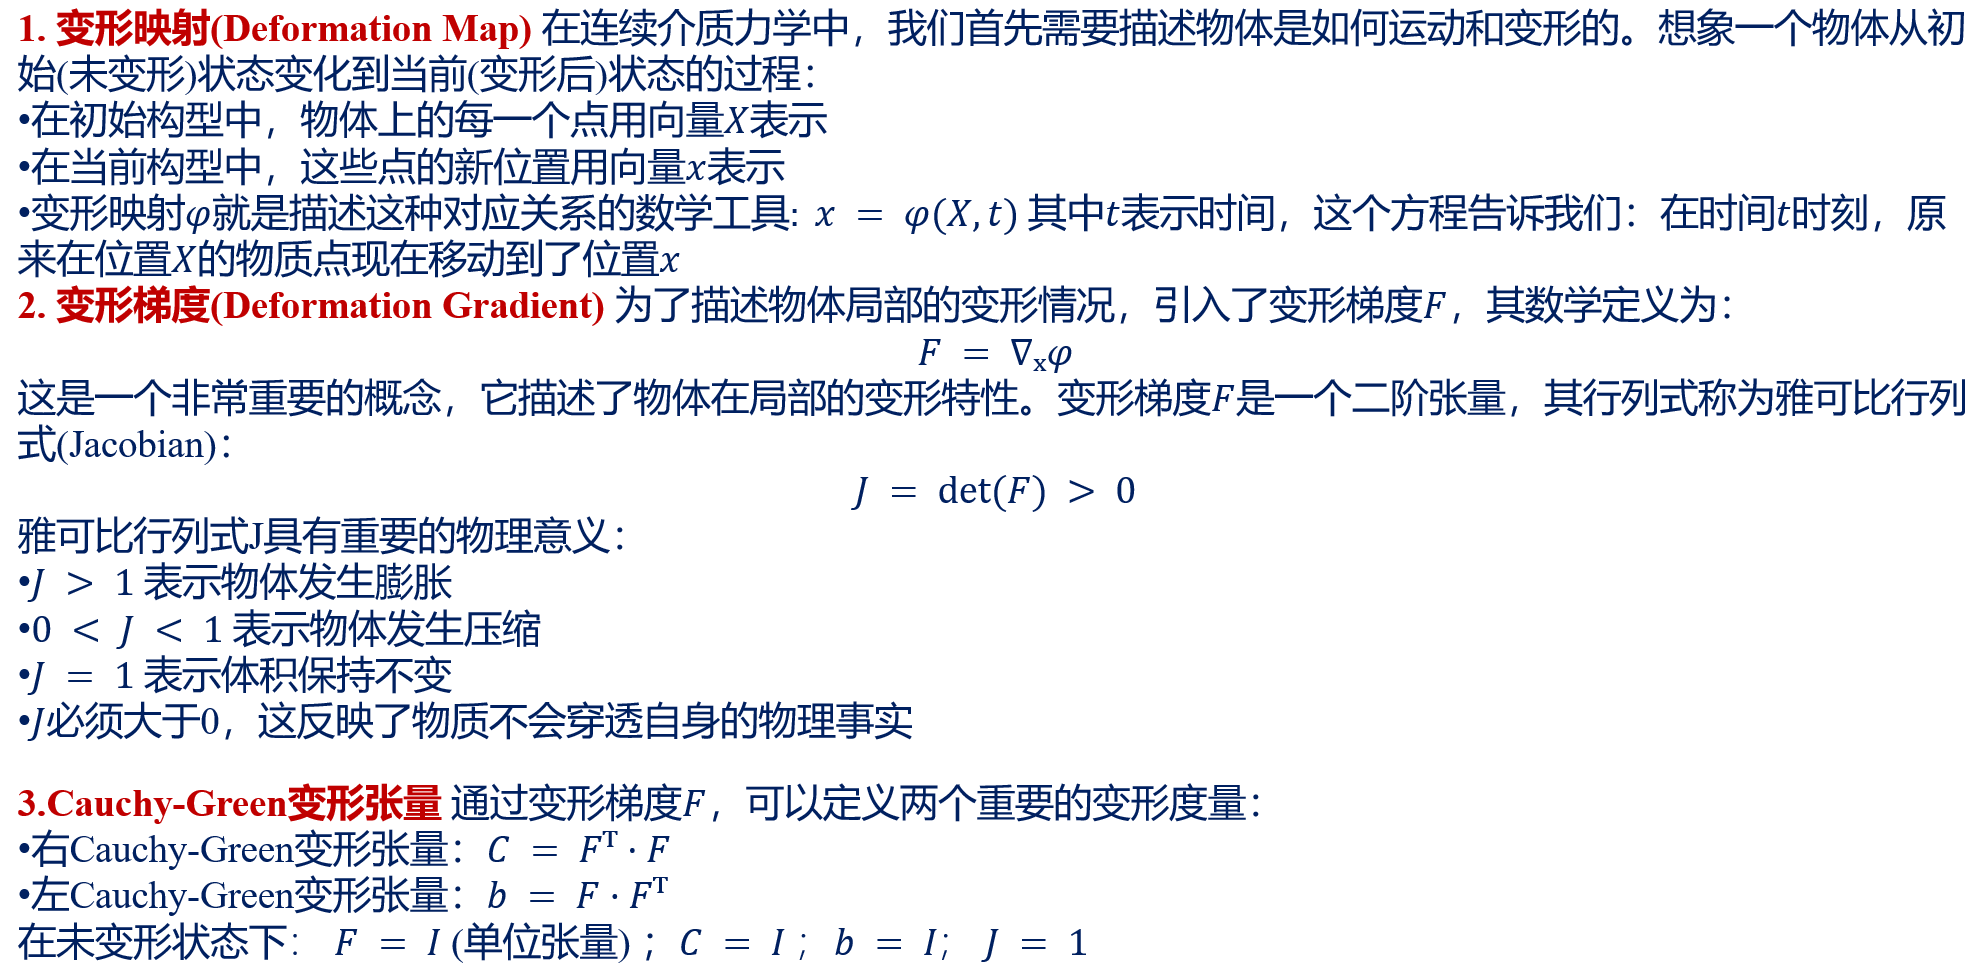 1. 变形映射(Deformation Map) 在连续介质力学中，我们首先需要描述物体是如何运动和变形的。想象一个物体从初
始(未变形)状态变化到当前(变形后)状态的过程：
•在初始构型中，物体上的每一个点用向量X表示
•在当前构型中，这些点的新位置用向量x表示
•变形映射φ就是描述这种对应关系的数学工具: x = φ(X, t) 其中t表示时间，这个方程告诉我们：在时间t时刻，原
来在位置X的物质点现在移动到了位置x
2. 变形梯度(Deformation Gradient) 为了描述物体局部的变形情况，引入了变形梯度F，其数学定义为：
F = ∇ₓφ
这是一个非常重要的概念，它描述了物体在局部的变形特性。变形梯度F是一个二阶张量，其行列式称为雅可比行列
式(Jacobian)：
J = det(F) > 0
雅可比行列式J具有重要的物理意义：
•J > 1 表示物体发生膨胀
•0 < J < 1 表示物体发生压缩
•J = 1 表示体积保持不变
•J必须大于0，这反映了物质不会穿透自身的物理事实
3.Cauchy-Green变形张量 通过变形梯度F，可以定义两个重要的变形度量：
•右Cauchy-Green变形张量：C = Fᵀ · F
•左Cauchy-Green变形张量：b = F · Fᵀ
在未变形状态下： F = I (单位张量) ；C = I ；b = I； J = 1